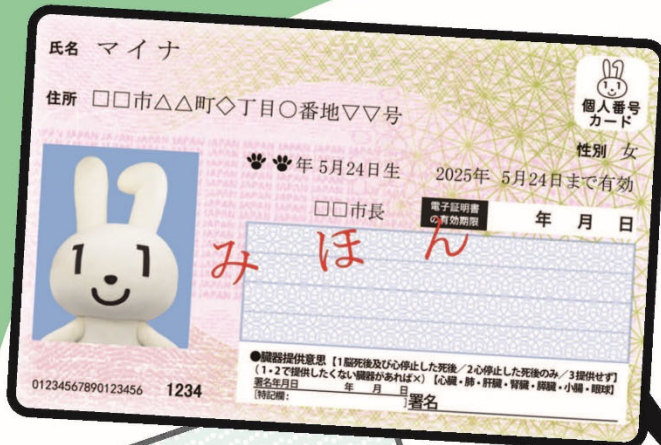 氏名 マイナ
住所 □□市△△町◇丁目○番地▽▽号
個人番号
カード
性別 女
🐾🐾年 5月24日生
2025年 5月24日まで有効
□□市長
電子証明書
の有効期限
年 月 日
みほん
●臓器提供意思【1脳死後及び心停止した死後/2心停止した死後のみ/3提供せず】
(1・2で提供したくない臓器があれば×)【心臓・肺・肝臓・腎臓・膵臓・小腸・眼球】
署名年月日 年 月 日
[特記欄: ]署名
01234567890123456 1234